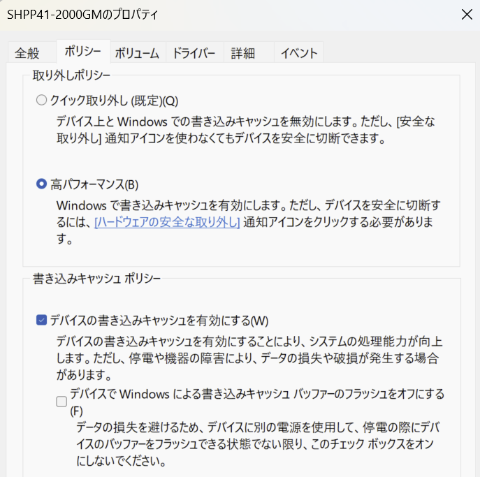 SHPP41-2000GMのプロパティ
全般 ポリシー ボリューム ドライバー 詳細 イベント
取り外しポリシー
クイック取り外し (既定)(Q)
デバイス上と Windows での書き込みキャッシュを無効にします。ただし、[安全な
取り外し] 通知アイコンを使わなくてもデバイスを安全に切断できます。
高パフォーマンス(B)
Windows で書き込みキャッシュを有効にします。ただし、デバイスを安全に切断す
るには、[ハードウェアの安全な取り外し] 通知アイコンをクリックする必要がありま
す。
書き込みキャッシュ ポリシー
デバイスの書き込みキャッシュを有効にする(W)
デバイスの書き込みキャッシュを有効にすることにより、システムの処理能力が向上
します。ただし、停電や機器の障害により、データの損失や破損が発生する場合
があります。
デバイスで Windows による書き込みキャッシュ バッファーのフラッシュをオフにする
(F)
データの損失を避けるため、デバイスに別の電源を使用して、停電の際にデバ
イスのバッファーをフラッシュできる状態でない限り、このチェック ボックスをオン
にしないでください。